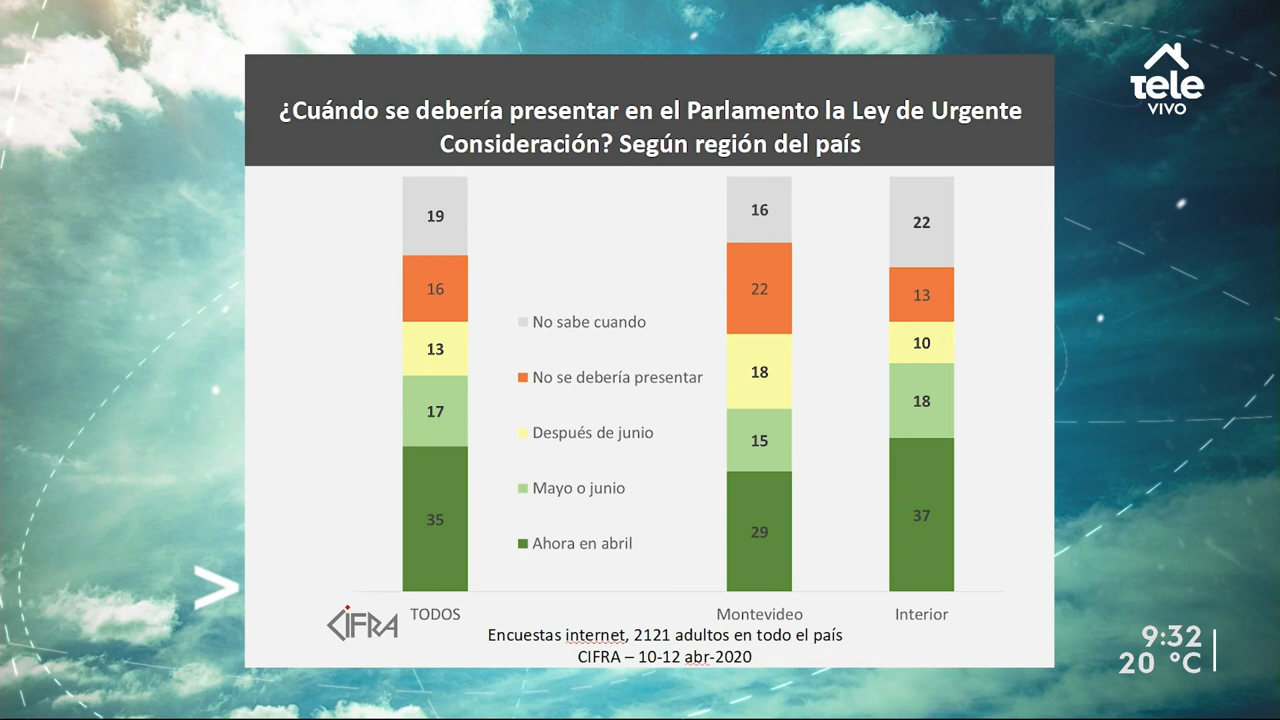 ¿Cuándo se debería presentar en el Parlamento la Ley de Urgente
Consideración? Según región del país
tele
VIVO
19
16
13
17
35
No sabe cuando
No se debería presentar
Después de junio
Mayo o junio
Ahora en abril
16
22
18
15
29
22
13
10
18
37
TODOS
Montevideo
Interior
CIFRA
Encuestas internet, 2121 adultos en todo el país
CIFRA – 10-12 abr-2020
>
9:32
20 °C